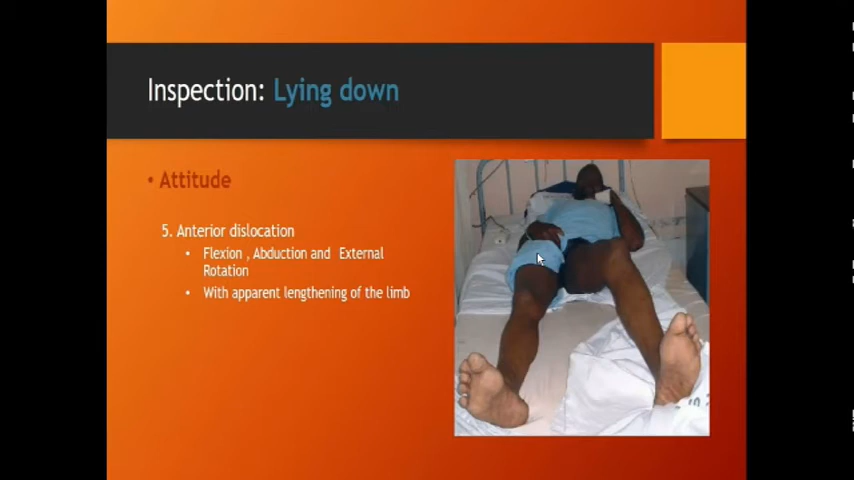 Inspection: Lying down
• Attitude
5. Anterior dislocation
• Flexion , Abduction and External
Rotation
• With apparent lengthening of the limb